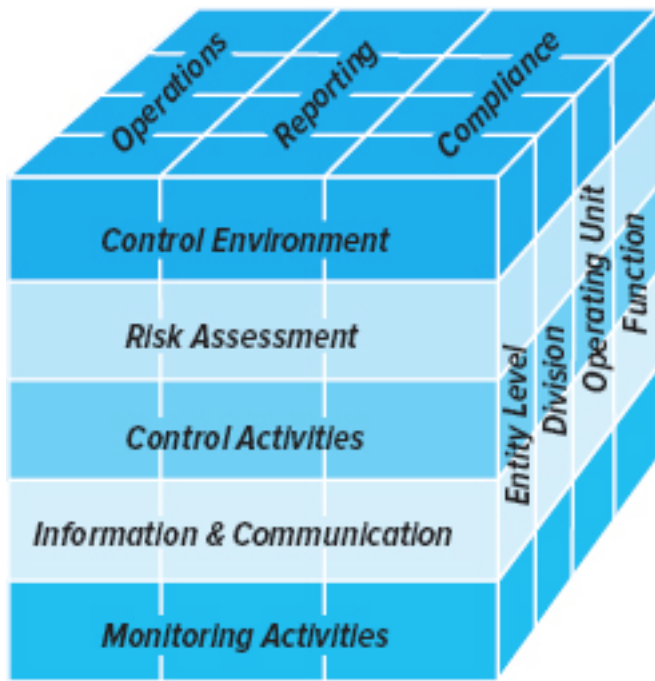 Operations
Reporting
Compliance
Control Environment
Risk Assessment
Control Activities
Information & Communication
Monitoring Activities
Entity Level
Division
Operating Unit
Function